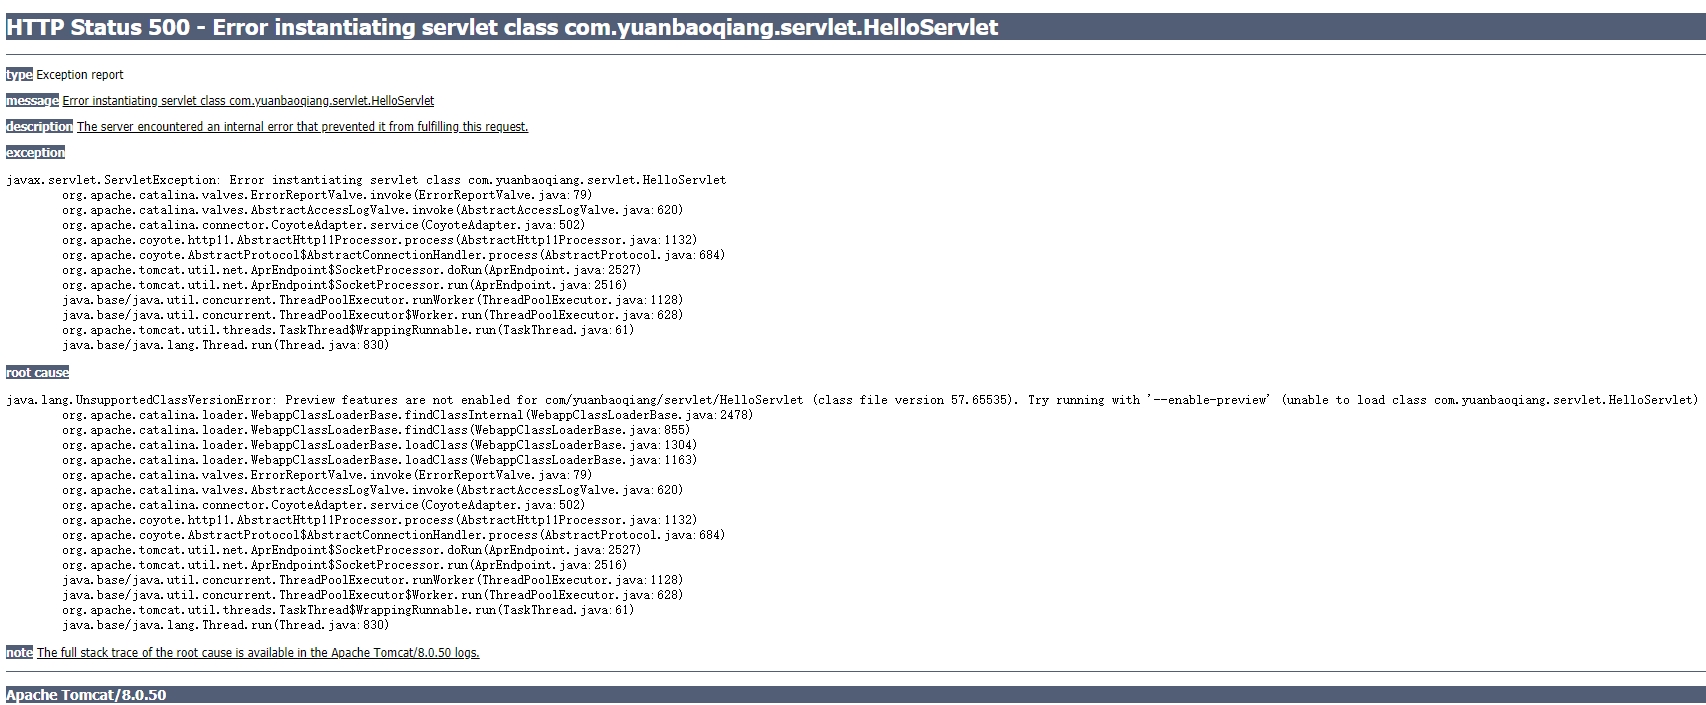 HTTP Status 500 - Error instantiating servlet class com.yuanbaoqiang.servlet.HelloServlet
type Exception report
message Error instantiating servlet class com.yuanbaoqiang.servlet.HelloServlet
description The server encountered an internal error that prevented it from fulfilling this request.
exception
javax.servlet.ServletException: Error instantiating servlet class com.yuanbaoqiang.servlet.HelloServlet
org.apache.catalina.valves.ErrorReportValve.invoke(ErrorReportValve.java:79)
org.apache.catalina.valves.AbstractAccessLogValve.invoke(AbstractAccessLogValve.java:620)
org.apache.catalina.connector.CoyoteAdapter.service(CoyoteAdapter.java:502)
org.apache.coyote.http11.AbstractHttp11Processor.process(AbstractHttp11Processor.java:1132)
org.apache.coyote.AbstractProtocol$AbstractConnectionHandler.process(AbstractProtocol.java:684)
org.apache.tomcat.util.net.AprEndpoint$SocketProcessor.doRun(AprEndpoint.java:2527)
org.apache.tomcat.util.net.AprEndpoint$SocketProcessor.run(AprEndpoint.java:2516)
java.base/java.util.concurrent.ThreadPoolExecutor.runWorker(ThreadPoolExecutor.java:1128)
java.base/java.util.concurrent.ThreadPoolExecutor$Worker.run(ThreadPoolExecutor.java:628)
org.apache.tomcat.util.threads.TaskThread$WrappingRunnable.run(TaskThread.java:61)
java.base/java.lang.Thread.run(Thread.java:830)
root cause
java.lang.UnsupportedClassVersionError: Preview features are not enabled for com/yuanbaoqiang/servlet/HelloServlet (class file version 57.65535). Try running with '--enable-preview' (unable to load class com.yuanbaoqiang.servlet.HelloServlet)
org.apache.catalina.loader.WebappClassLoaderBase.findClassInternal(WebappClassLoaderBase.java:2478)
org.apache.catalina.loader.WebappClassLoaderBase.findClass(WebappClassLoaderBase.java:855)
org.apache.catalina.loader.WebappClassLoaderBase.loadClass(WebappClassLoaderBase.java:1304)
org.apache.catalina.loader.WebappClassLoaderBase.loadClass(WebappClassLoaderBase.java:1163)
org.apache.catalina.valves.ErrorReportValve.invoke(ErrorReportValve.java:79)
org.apache.catalina.valves.AbstractAccessLogValve.invoke(AbstractAccessLogValve.java:620)
org.apache.catalina.connector.CoyoteAdapter.service(CoyoteAdapter.java:502)
org.apache.coyote.http11.AbstractHttp11Processor.process(AbstractHttp11Processor.java:1132)
org.apache.coyote.AbstractProtocol$AbstractConnectionHandler.process(AbstractProtocol.java:684)
org.apache.tomcat.util.net.AprEndpoint$SocketProcessor.doRun(AprEndpoint.java:2527)
org.apache.tomcat.util.net.AprEndpoint$SocketProcessor.run(AprEndpoint.java:2516)
java.base/java.util.concurrent.ThreadPoolExecutor.runWorker(ThreadPoolExecutor.java:1128)
java.base/java.util.concurrent.ThreadPoolExecutor$Worker.run(ThreadPoolExecutor.java:628)
org.apache.tomcat.util.threads.TaskThread$WrappingRunnable.run(TaskThread.java:61)
java.base/java.lang.Thread.run(Thread.java:830)
note The full stack trace of the root cause is available in the Apache Tomcat/8.0.50 logs.
Apache Tomcat/8.0.50